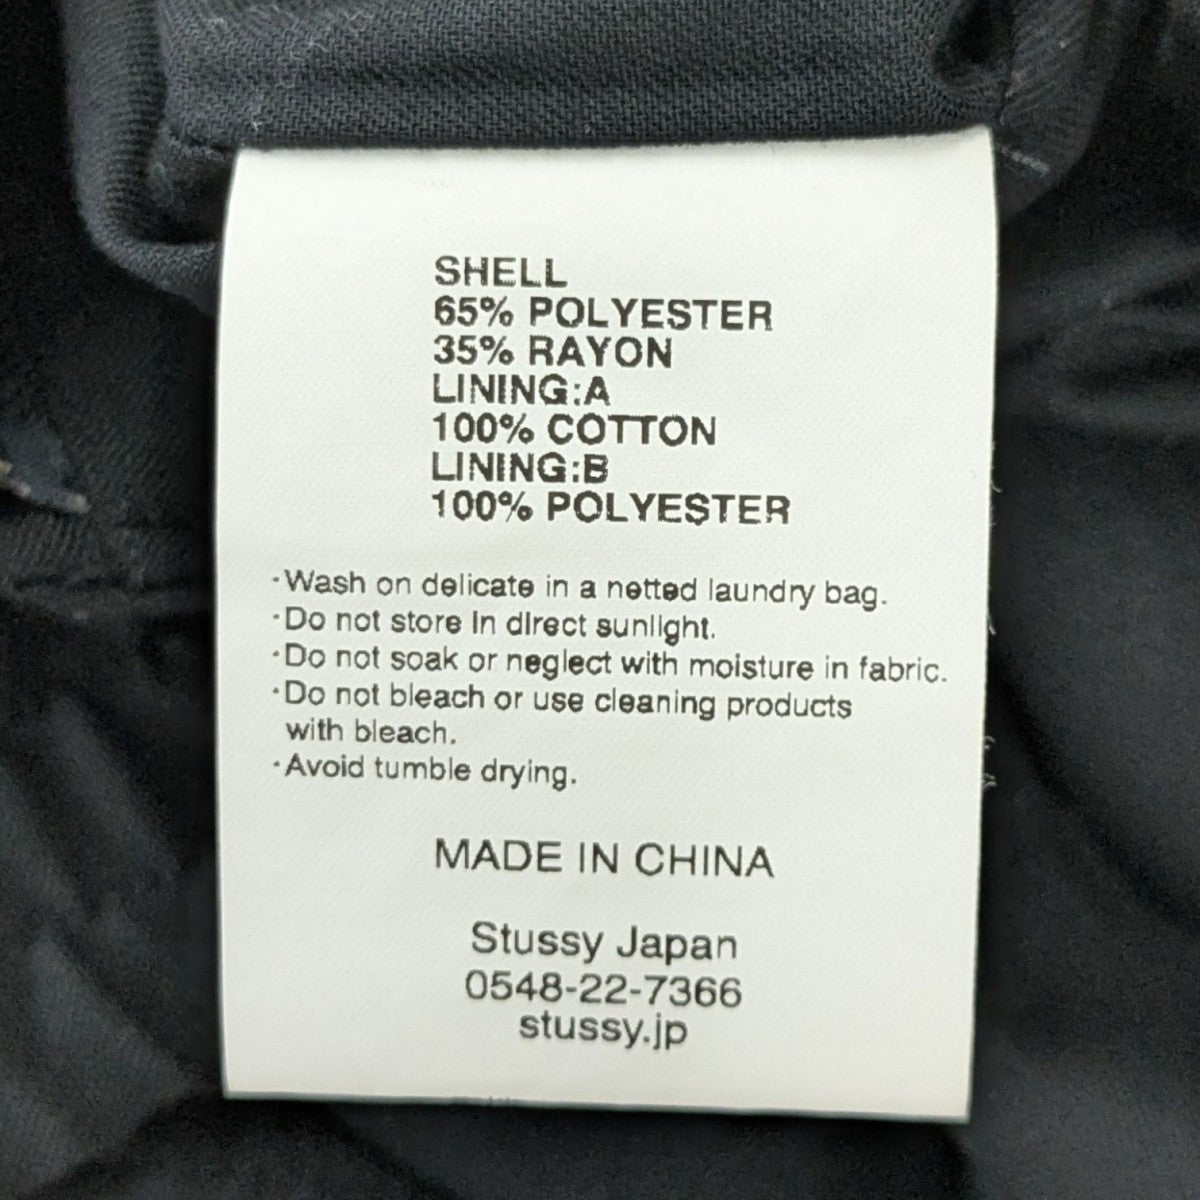 SHELL
65% POLYESTER
35% RAYON
LINING:A
100% COTTON
LINING:B
100% POLYESTER
·Wash on delicate in a netted laundry bag.
·Do not store in direct sunlight.
·Do not soak or neglect with moisture in fabric.
·Do not bleach or use cleaning products
with bleach.
·Avoid tumble drying.
MADE IN CHINA
Stussy Japan
0548-22-7366
stussy.jp